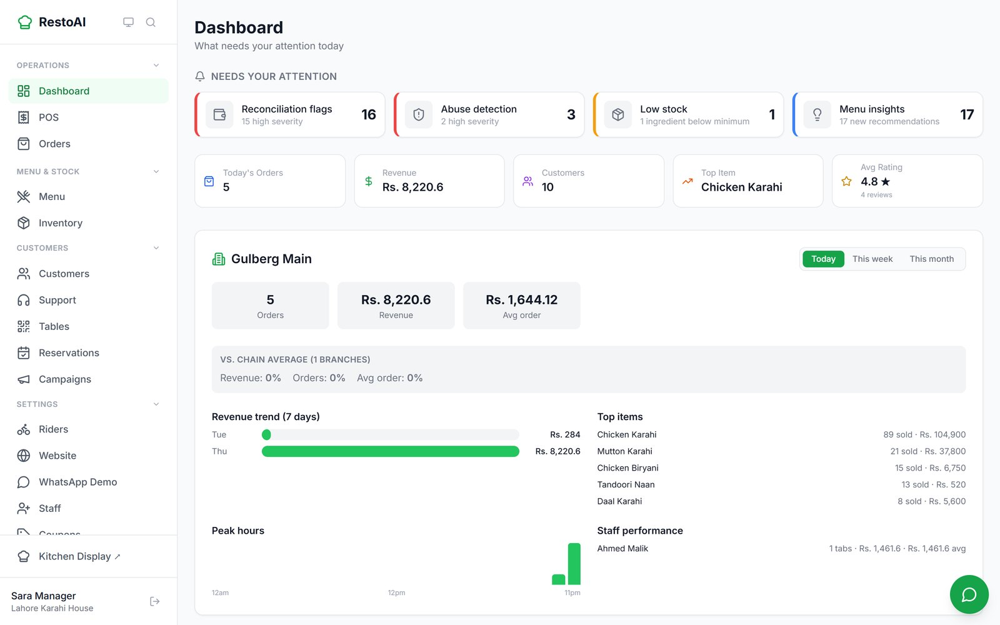 RestoAI
OPERATIONS
Dashboard
POS
Orders
MENU & STOCK
Menu
Inventory
CUSTOMERS
Customers
Support
Tables
Reservations
Campaigns
SETTINGS
Riders
Website
WhatsApp Demo
Staff
Coupons
Kitchen Display ↗
Sara Manager
Lahore Karahi House
Dashboard
What needs your attention today
NEEDS YOUR ATTENTION
Reconciliation flags
15 high severity
16
Abuse detection
2 high severity
3
Low stock
1 ingredient below minimum
1
Menu insights
17 new recommendations
17
Today's Orders
5
Revenue
Rs. 8,220.6
Customers
10
Top Item
Chicken Karahi
Avg Rating
4.8 ★
4 reviews
Gulberg Main
Today This week This month
5
Orders
Rs. 8,220.6
Revenue
Rs. 1,644.12
Avg order
VS. CHAIN AVERAGE (1 BRANCHES)
Revenue: 0% Orders: 0% Avg order: 0%
Revenue trend (7 days)
Tue Rs. 284
Thu Rs. 8,220.6
Top items
Chicken Karahi 89 sold · Rs. 104,900
Mutton Karahi 21 sold · Rs. 37,800
Chicken Biryani 15 sold · Rs. 6,750
Tandoori Naan 13 sold · Rs. 520
Daal Karahi 8 sold · Rs. 5,600
Peak hours
12am 12pm 11pm
Staff performance
Ahmed Malik 1 tabs · Rs. 1,461.6 · Rs. 1,461.6 avg